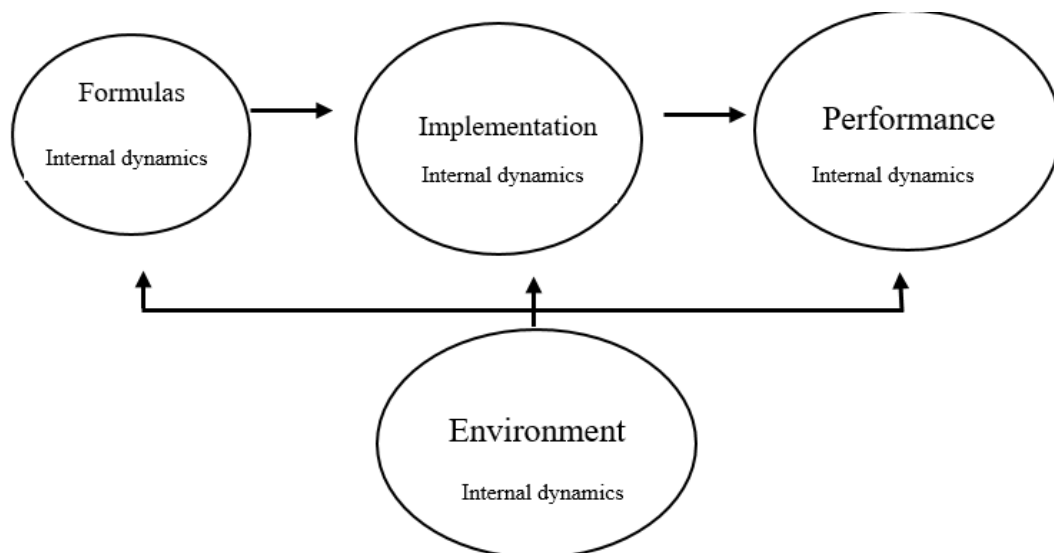 Formulas
Internal dynamics
Implementation
Internal dynamics
Performance
Internal dynamics
Environment
Internal dynamics